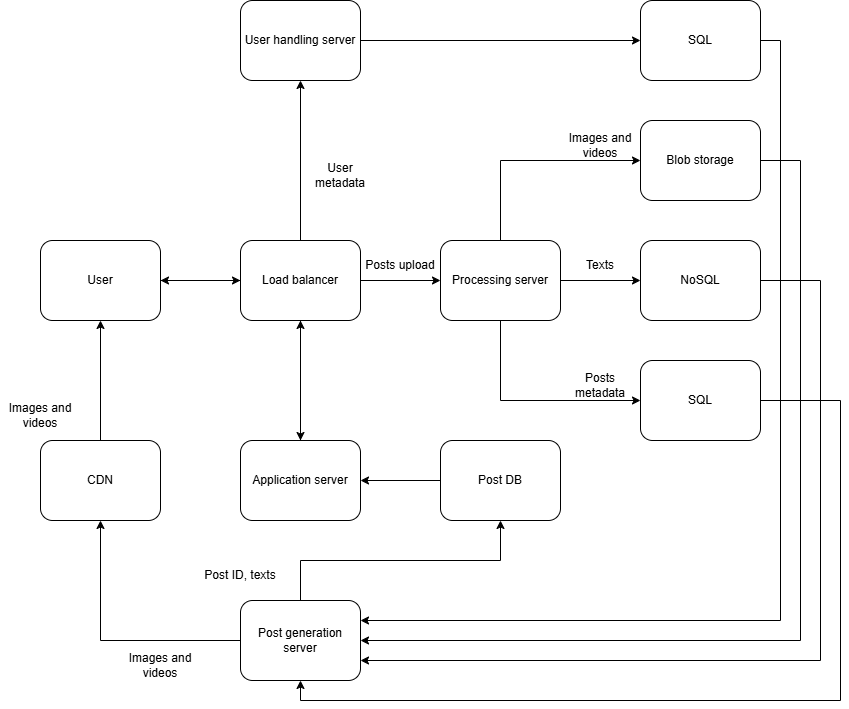 User handling server
SQL
Images and
videos
Blob storage
User
metadata
User
Load balancer
Posts upload
Processing server
Texts
NoSQL
Posts
metadata
SQL
Images and
videos
CDN
Application server
Post DB
Post ID, texts
Post generation
server
Images and
videos